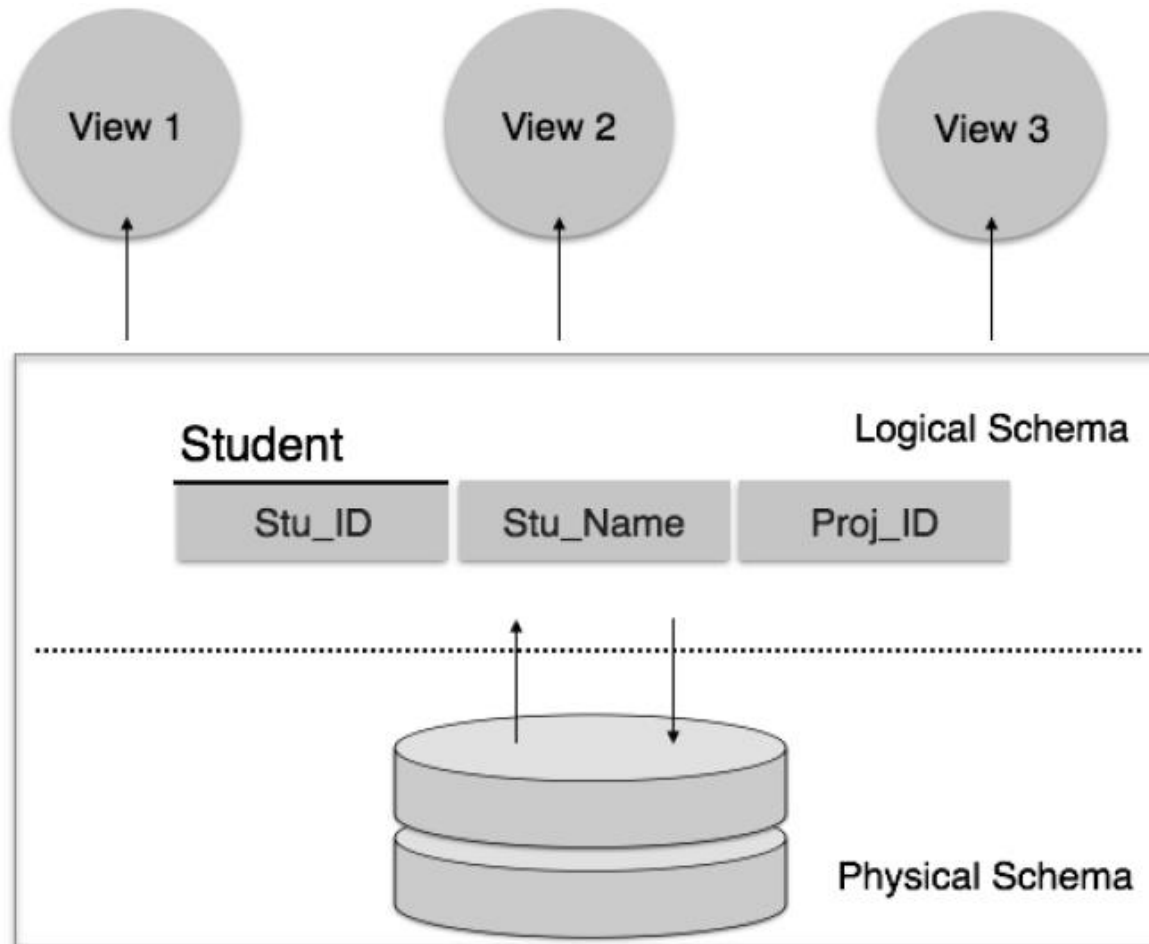 View 1
View 2
View 3
Logical Schema
Student
Stu_ID
Stu_Name
Proj_ID
Physical Schema